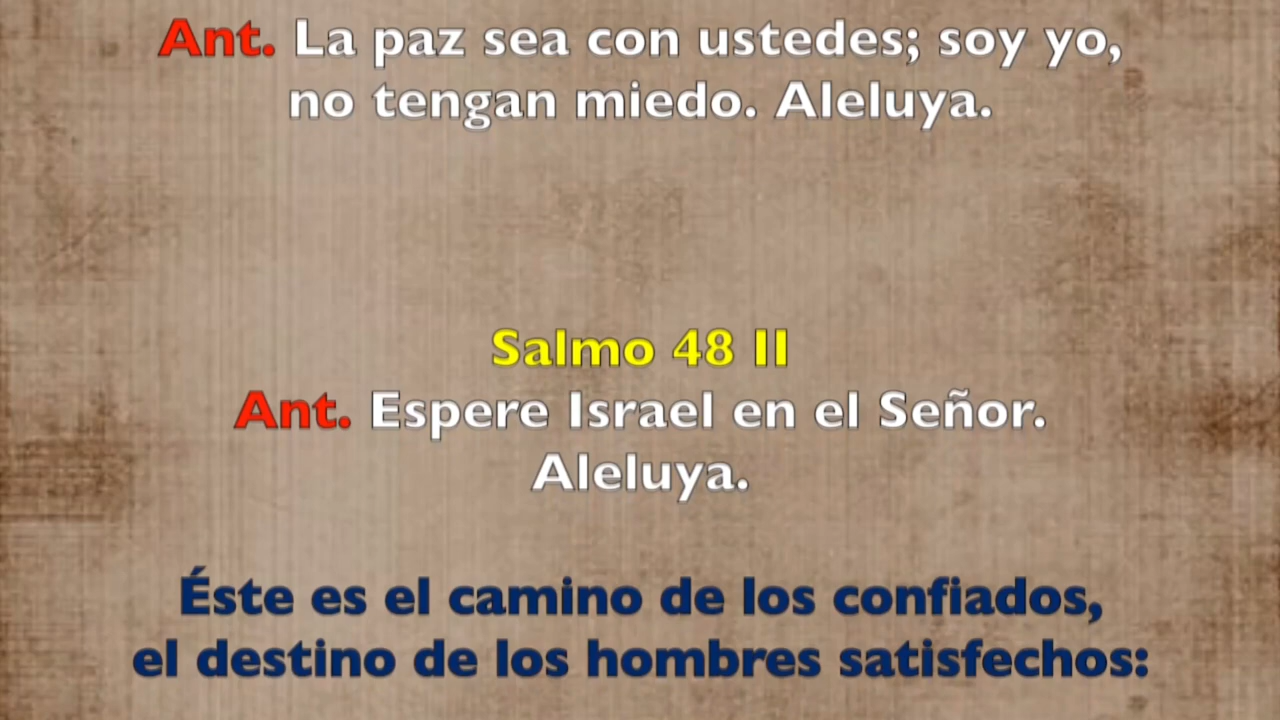 Ant. La paz sea con ustedes; soy yo,
no tengan miedo. Aleluya.
Salmo 48 II
Ant. Espere Israel en el Señor.
Aleluya.
Éste es el camino de los confiados,
el destino de los hombres satisfechos: